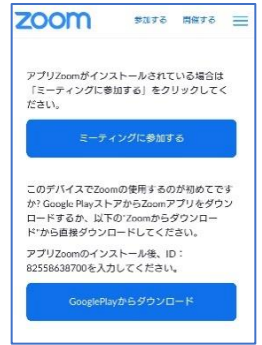 zoom 参加する 開催する
アプリZoomがインストールされている場合は
「ミーティングに参加する」をクリックしてく
ださい。
ミーティングに参加する
このデバイスでZoomの使用するのが初めてです
か? Google PlayストアからZoomアプリをダウン
ロードするか、以下の"Zoomからダウンロー
ド"から直接ダウンロードしてください。
アプリZoomのインストール後、ID：
82558638700を入力してください。
GooglePlayからダウンロード